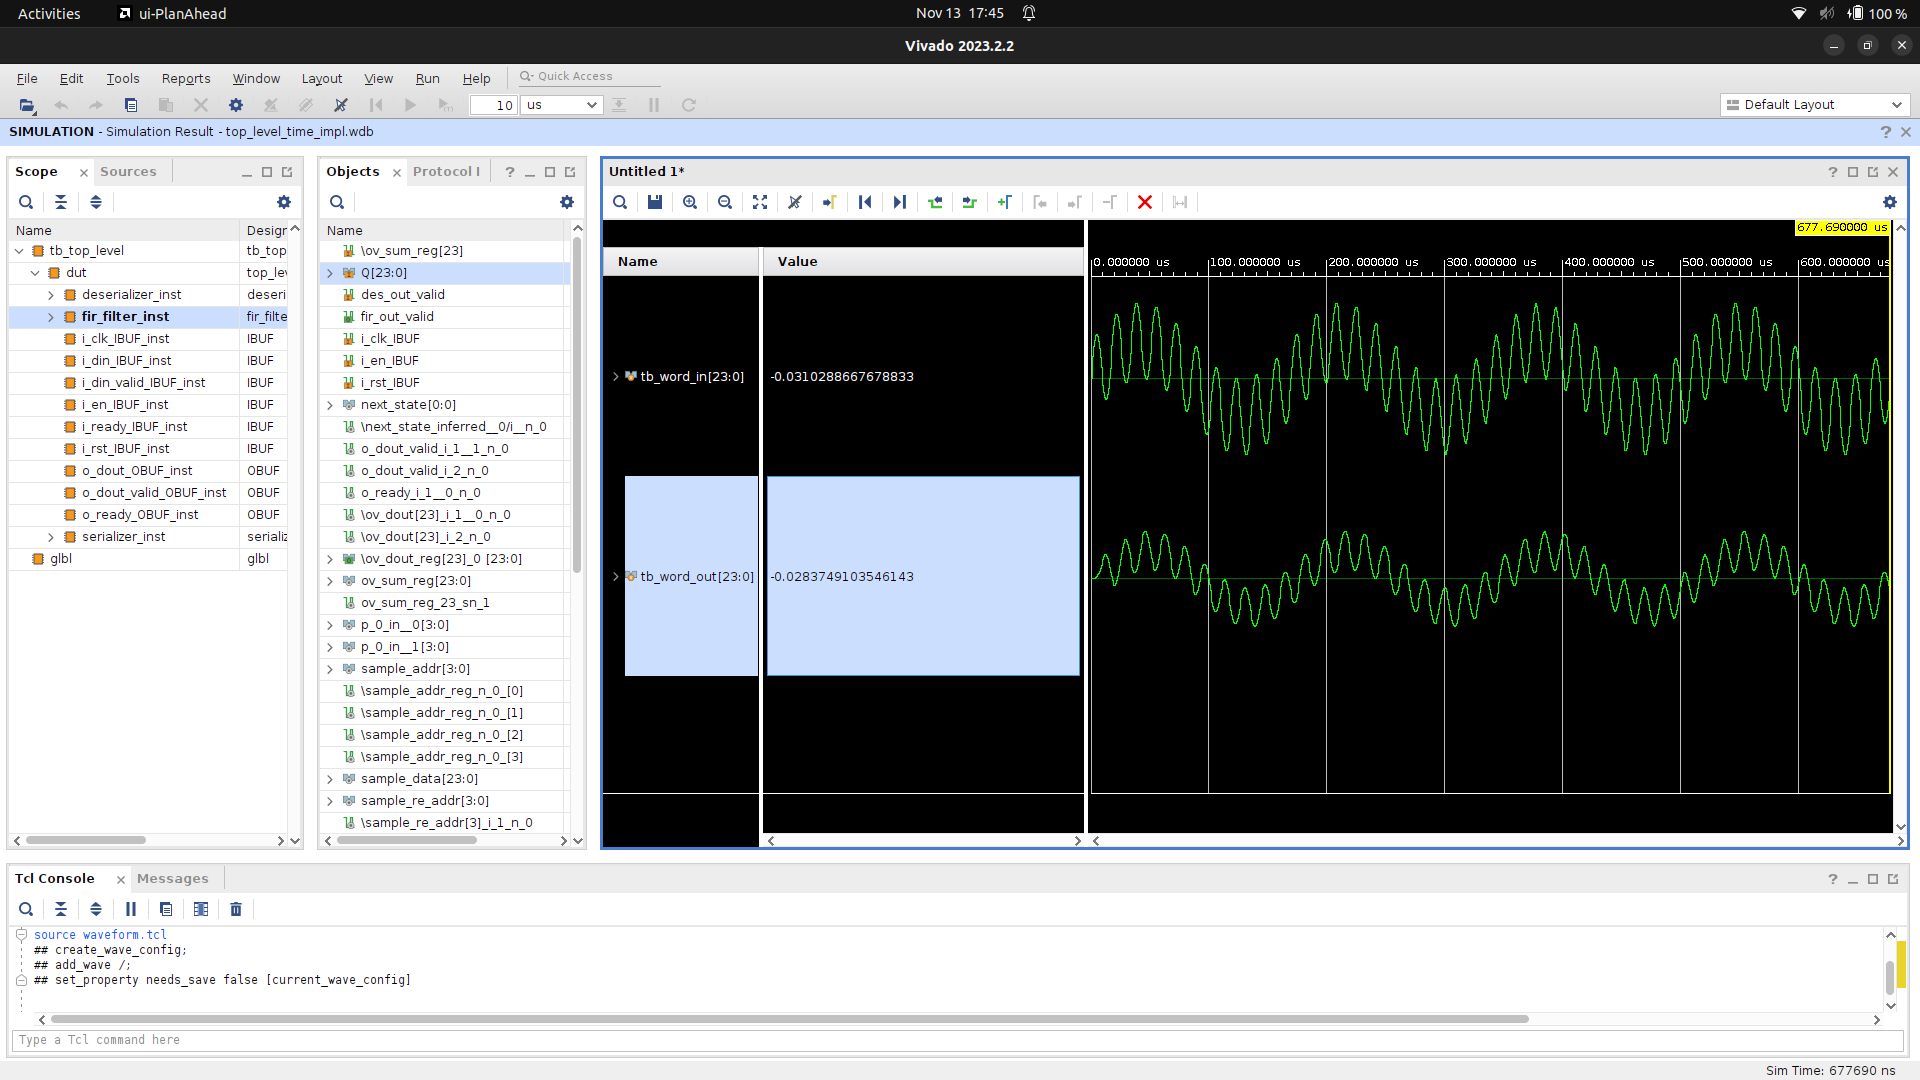 Activities ui-PlanAhead Nov 13 17:45 100 %
Vivado 2023.2.2
File Edit Tools Reports Window Layout View Run Help Quick Access
10 us Default Layout
SIMULATION - Simulation Result - top_level_time_impl.wdb
Scope Sources
Name Design
tb_top_level tb_top
dut top_lev
deserializer_inst deseri
fir_filter_inst fir_filte
i_clk_IBUF_inst IBUF
i_din_IBUF_inst IBUF
i_din_valid_IBUF_inst IBUF
i_en_IBUF_inst IBUF
i_ready_IBUF_inst IBUF
i_rst_IBUF_inst IBUF
o_dout_OBUF_inst OBUF
o_dout_valid_OBUF_inst OBUF
o_ready_OBUF_inst OBUF
serializer_inst serializ
glbl glbl
Objects Protocol I
Name
\ov_sum_reg[23]
Q[23:0]
des_out_valid
fir_out_valid
i_clk_IBUF
i_en_IBUF
i_rst_IBUF
next_state[0:0]
\next_state_inferred__0/i__n_0
o_dout_valid_i_1__1_n_0
o_dout_valid_i_2_n_0
o_ready_i_1__0_n_0
\ov_dout[23]_i_1__0_n_0
\ov_dout[23]_i_2_n_0
\ov_dout_reg[23]_0 [23:0]
ov_sum_reg[23:0]
ov_sum_reg_23_sn_1
p_0_in__0[3:0]
p_0_in__1[3:0]
sample_addr[3:0]
\sample_addr_reg_n_0_[0]
\sample_addr_reg_n_0_[1]
\sample_addr_reg_n_0_[2]
\sample_addr_reg_n_0_[3]
sample_data[23:0]
sample_re_addr[3:0]
\sample_re_addr[3]_i_1_n_0
Untitled 1*
677.690000 us
Name Value
0.000000 us 100.000000 us 200.000000 us 300.000000 us 400.000000 us 500.000000 us 600.000000 us
tb_word_in[23:0] -0.0310288667678833
tb_word_out[23:0] -0.0283749103546143
Tcl Console Messages
source waveform.tcl
## create_wave_config;
## add_wave /;
## set_property needs_save false [current_wave_config]
Type a Tcl command here
Sim Time: 677690 ns